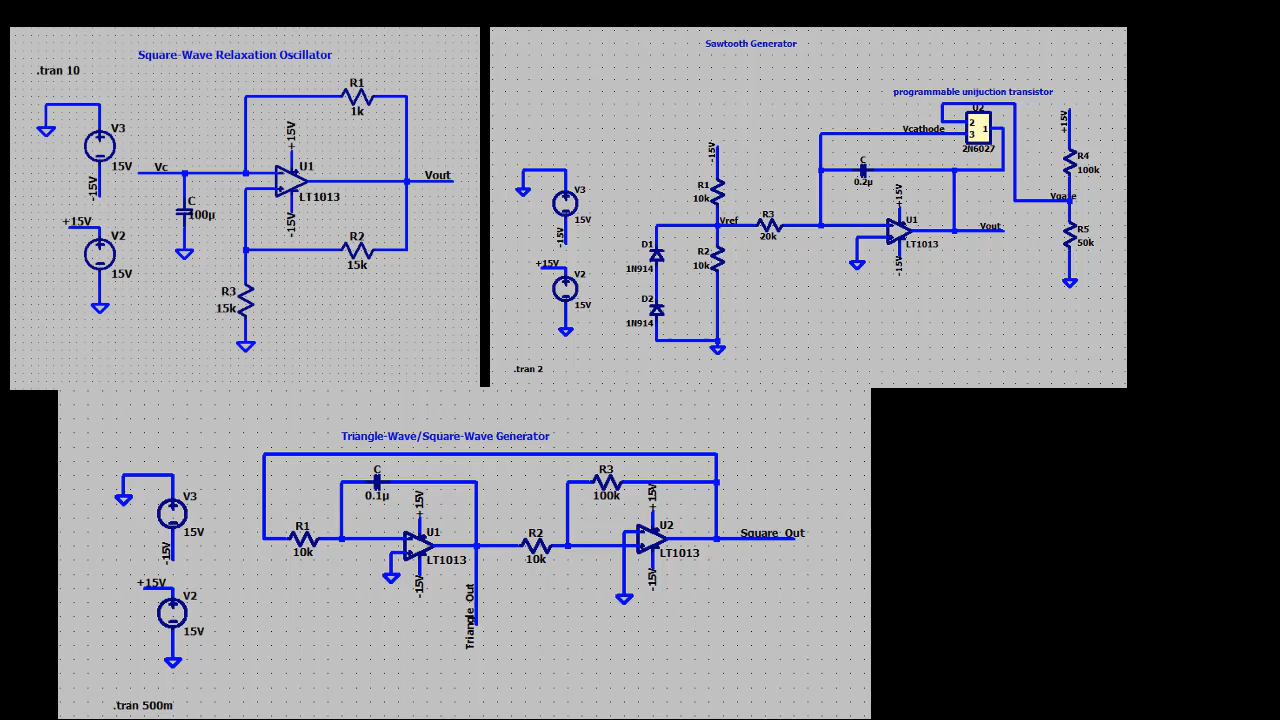 Square-Wave Relaxation Oscillator
.tran 10
R1
1k
V3
15V
-15V
Vc
+15V
U1
LT1013
-15V
Vout
C
100µ
+15V
V2
15V
R2
15k
R3
15k
Sawtooth Generator
programmable unijuction transistor
U2
2
3
1
2N6027
Vcathode
+15V
R4
100k
Vgate
R5
50k
C
0.2µ
-15V
R1
10k
Vref
R3
20k
R2
10k
+15V
U1
LT1013
-15V
Vout
V3
15V
-15V
+15V
V2
15V
D1
1N914
D2
1N914
.tran 2
Triangle-Wave/Square-Wave Generator
C
0.1µ
R3
100k
V3
15V
-15V
+15V
V2
15V
R1
10k
+15V
U1
LT1013
-15V
R2
10k
+15V
U2
LT1013
-15V
Square_Out
Triangle_Out
.tran 500m